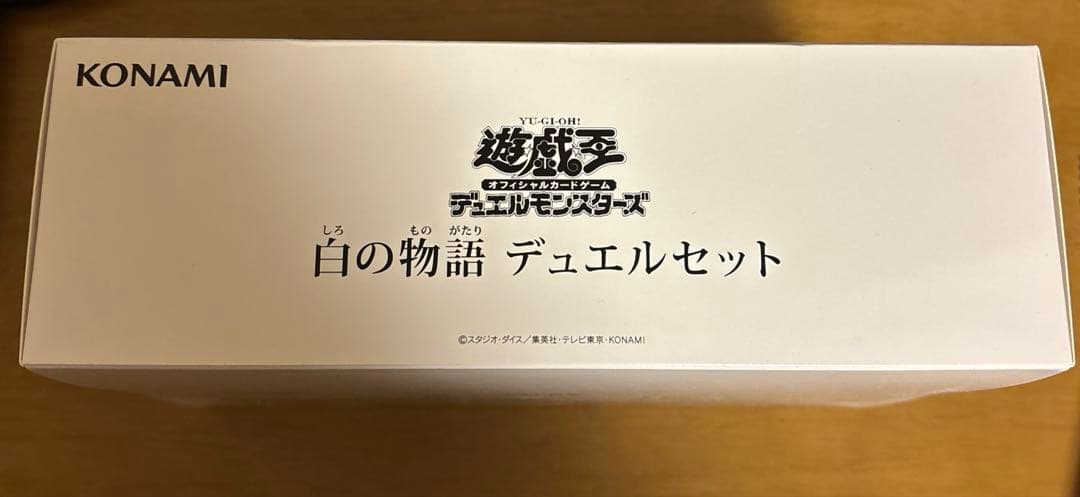 KONAMI
YU-GI-OH!
遊戯王
オフィシャルカードゲーム
デュエルモンスターズ
しろ もの がたり
白の物語 デュエルセット
©スタジオ・ダイス/集英社・テレビ東京・KONAMI